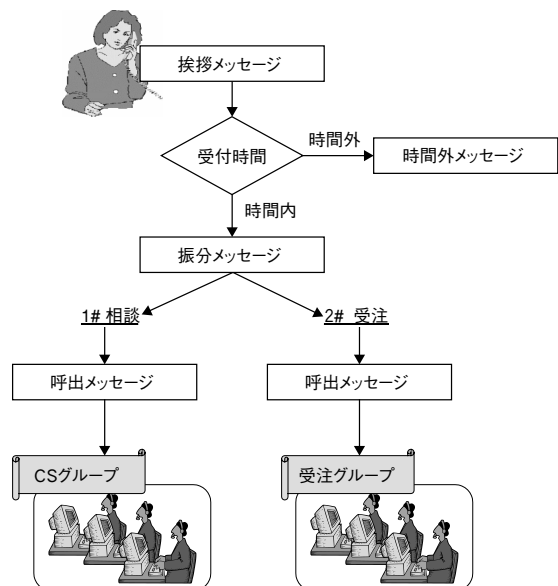 挨拶メッセージ
受付時間
時間外
時間外メッセージ
時間内
振分メッセージ
1# 相談
2# 受注
呼出メッセージ
呼出メッセージ
CSグループ
受注グループ